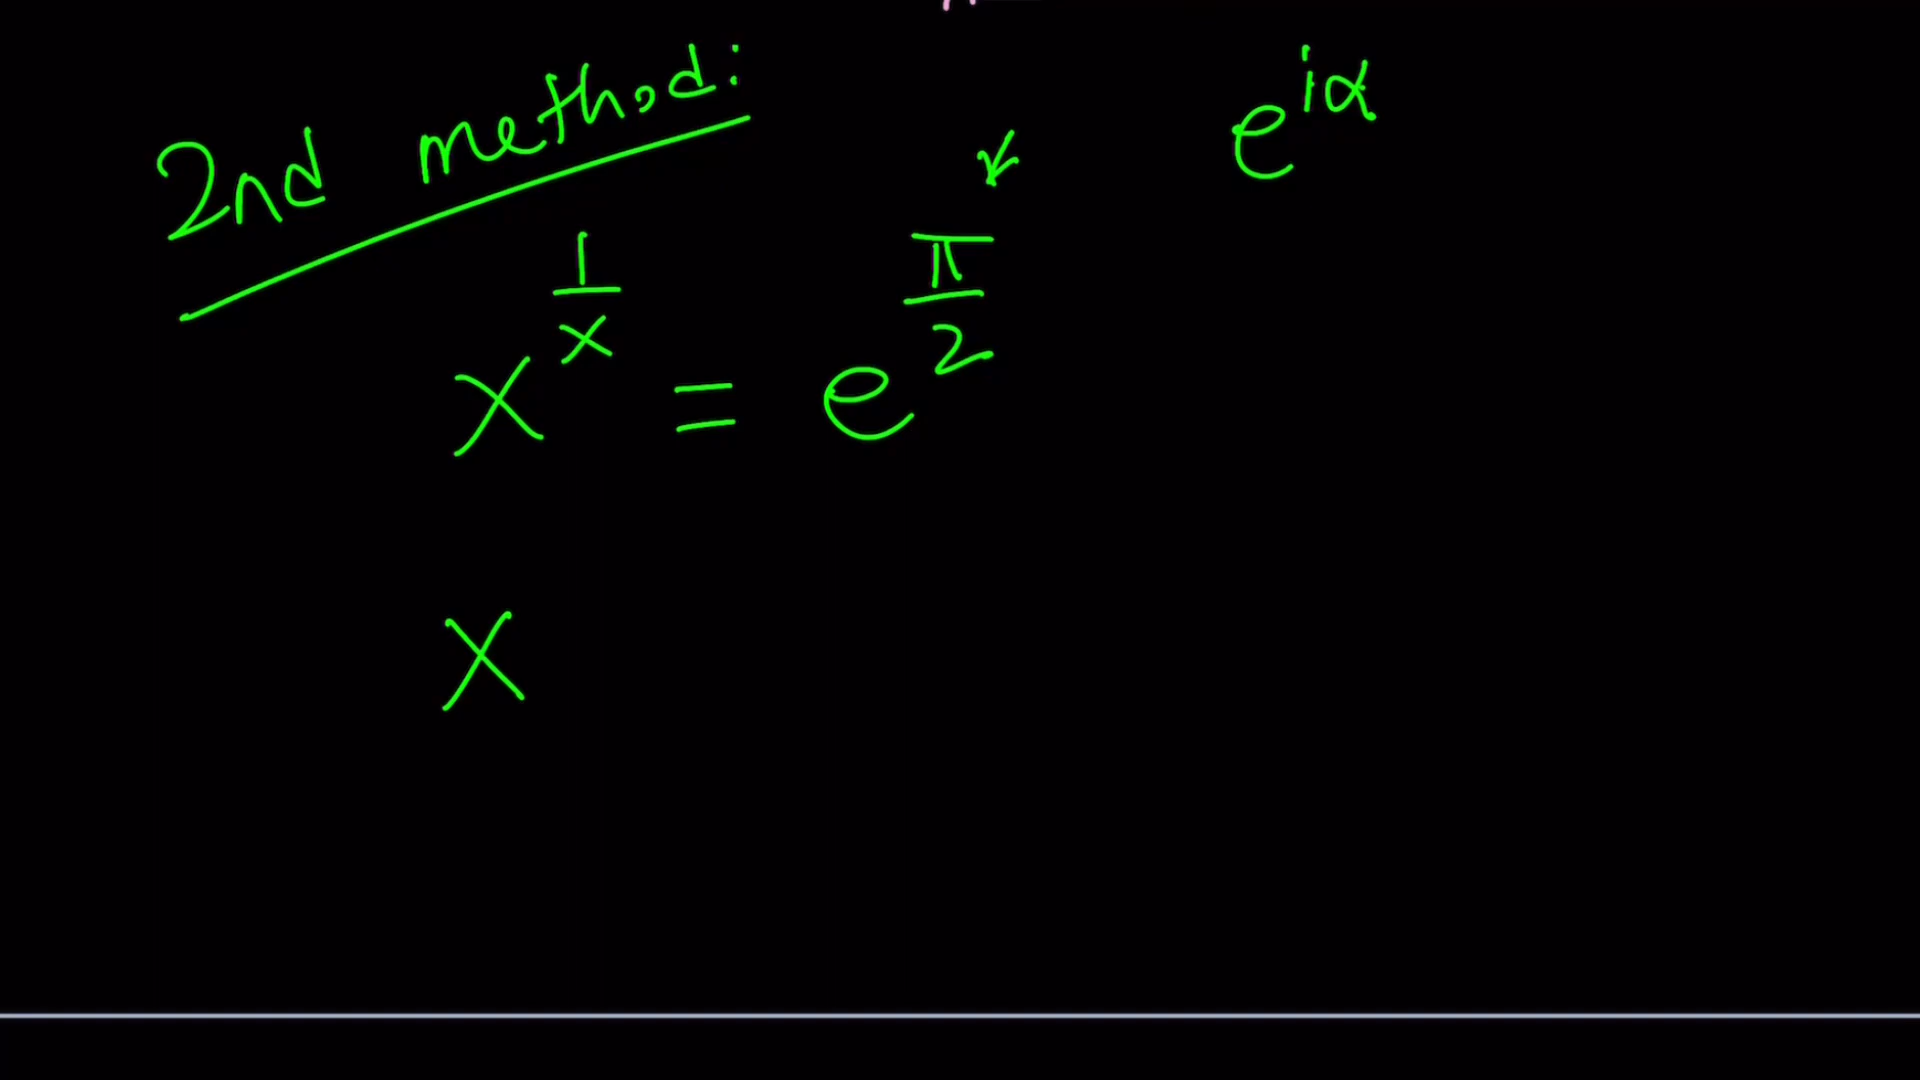 2nd method:
e^{iα}
x^{1/x} = e^{π/2}
x